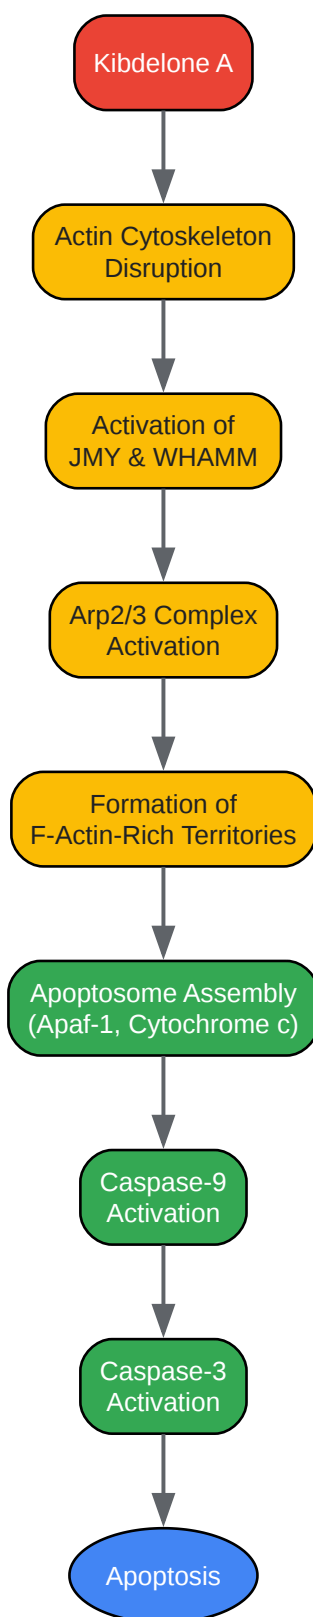 Kibdelone A
Actin Cytoskeleton
Disruption
Activation of
JMY & WHAMM
Arp2/3 Complex
Activation
Formation of
F-Actin-Rich Territories
Apoptosome Assembly
(Apaf-1, Cytochrome c)
Caspase-9
Activation
Caspase-3
Activation
Apoptosis